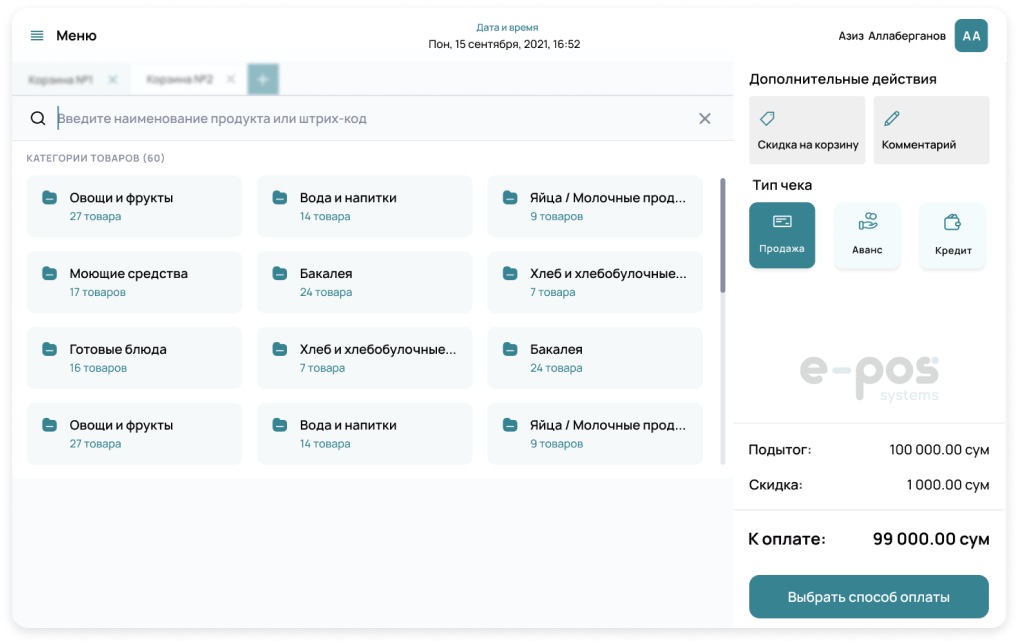 Меню
Дата и время
Пон, 15 сентября, 2021, 16:52
Азиз Аллаберганов
АА
Корзина №1
Корзина №2
Введите наименование продукта или штрих-код
КАТЕГОРИИ ТОВАРОВ (60)
Овощи и фрукты
27 товара
Вода и напитки
14 товара
Яйца / Молочные прод...
9 товаров
Моющие средства
17 товаров
Бакалея
24 товара
Хлеб и хлебобулочные...
7 товара
Готовые блюда
16 товаров
Хлеб и хлебобулочные...
7 товара
Бакалея
24 товара
Овощи и фрукты
27 товара
Вода и напитки
14 товара
Яйца / Молочные прод...
9 товаров
Дополнительные действия
Скидка на корзину
Комментарий
Тип чека
Продажа
Аванс
Кредит
e-pos
systems
Подытог:
100 000.00 сум
Скидка:
1 000.00 сум
К оплате:
99 000.00 сум
Выбрать способ оплаты